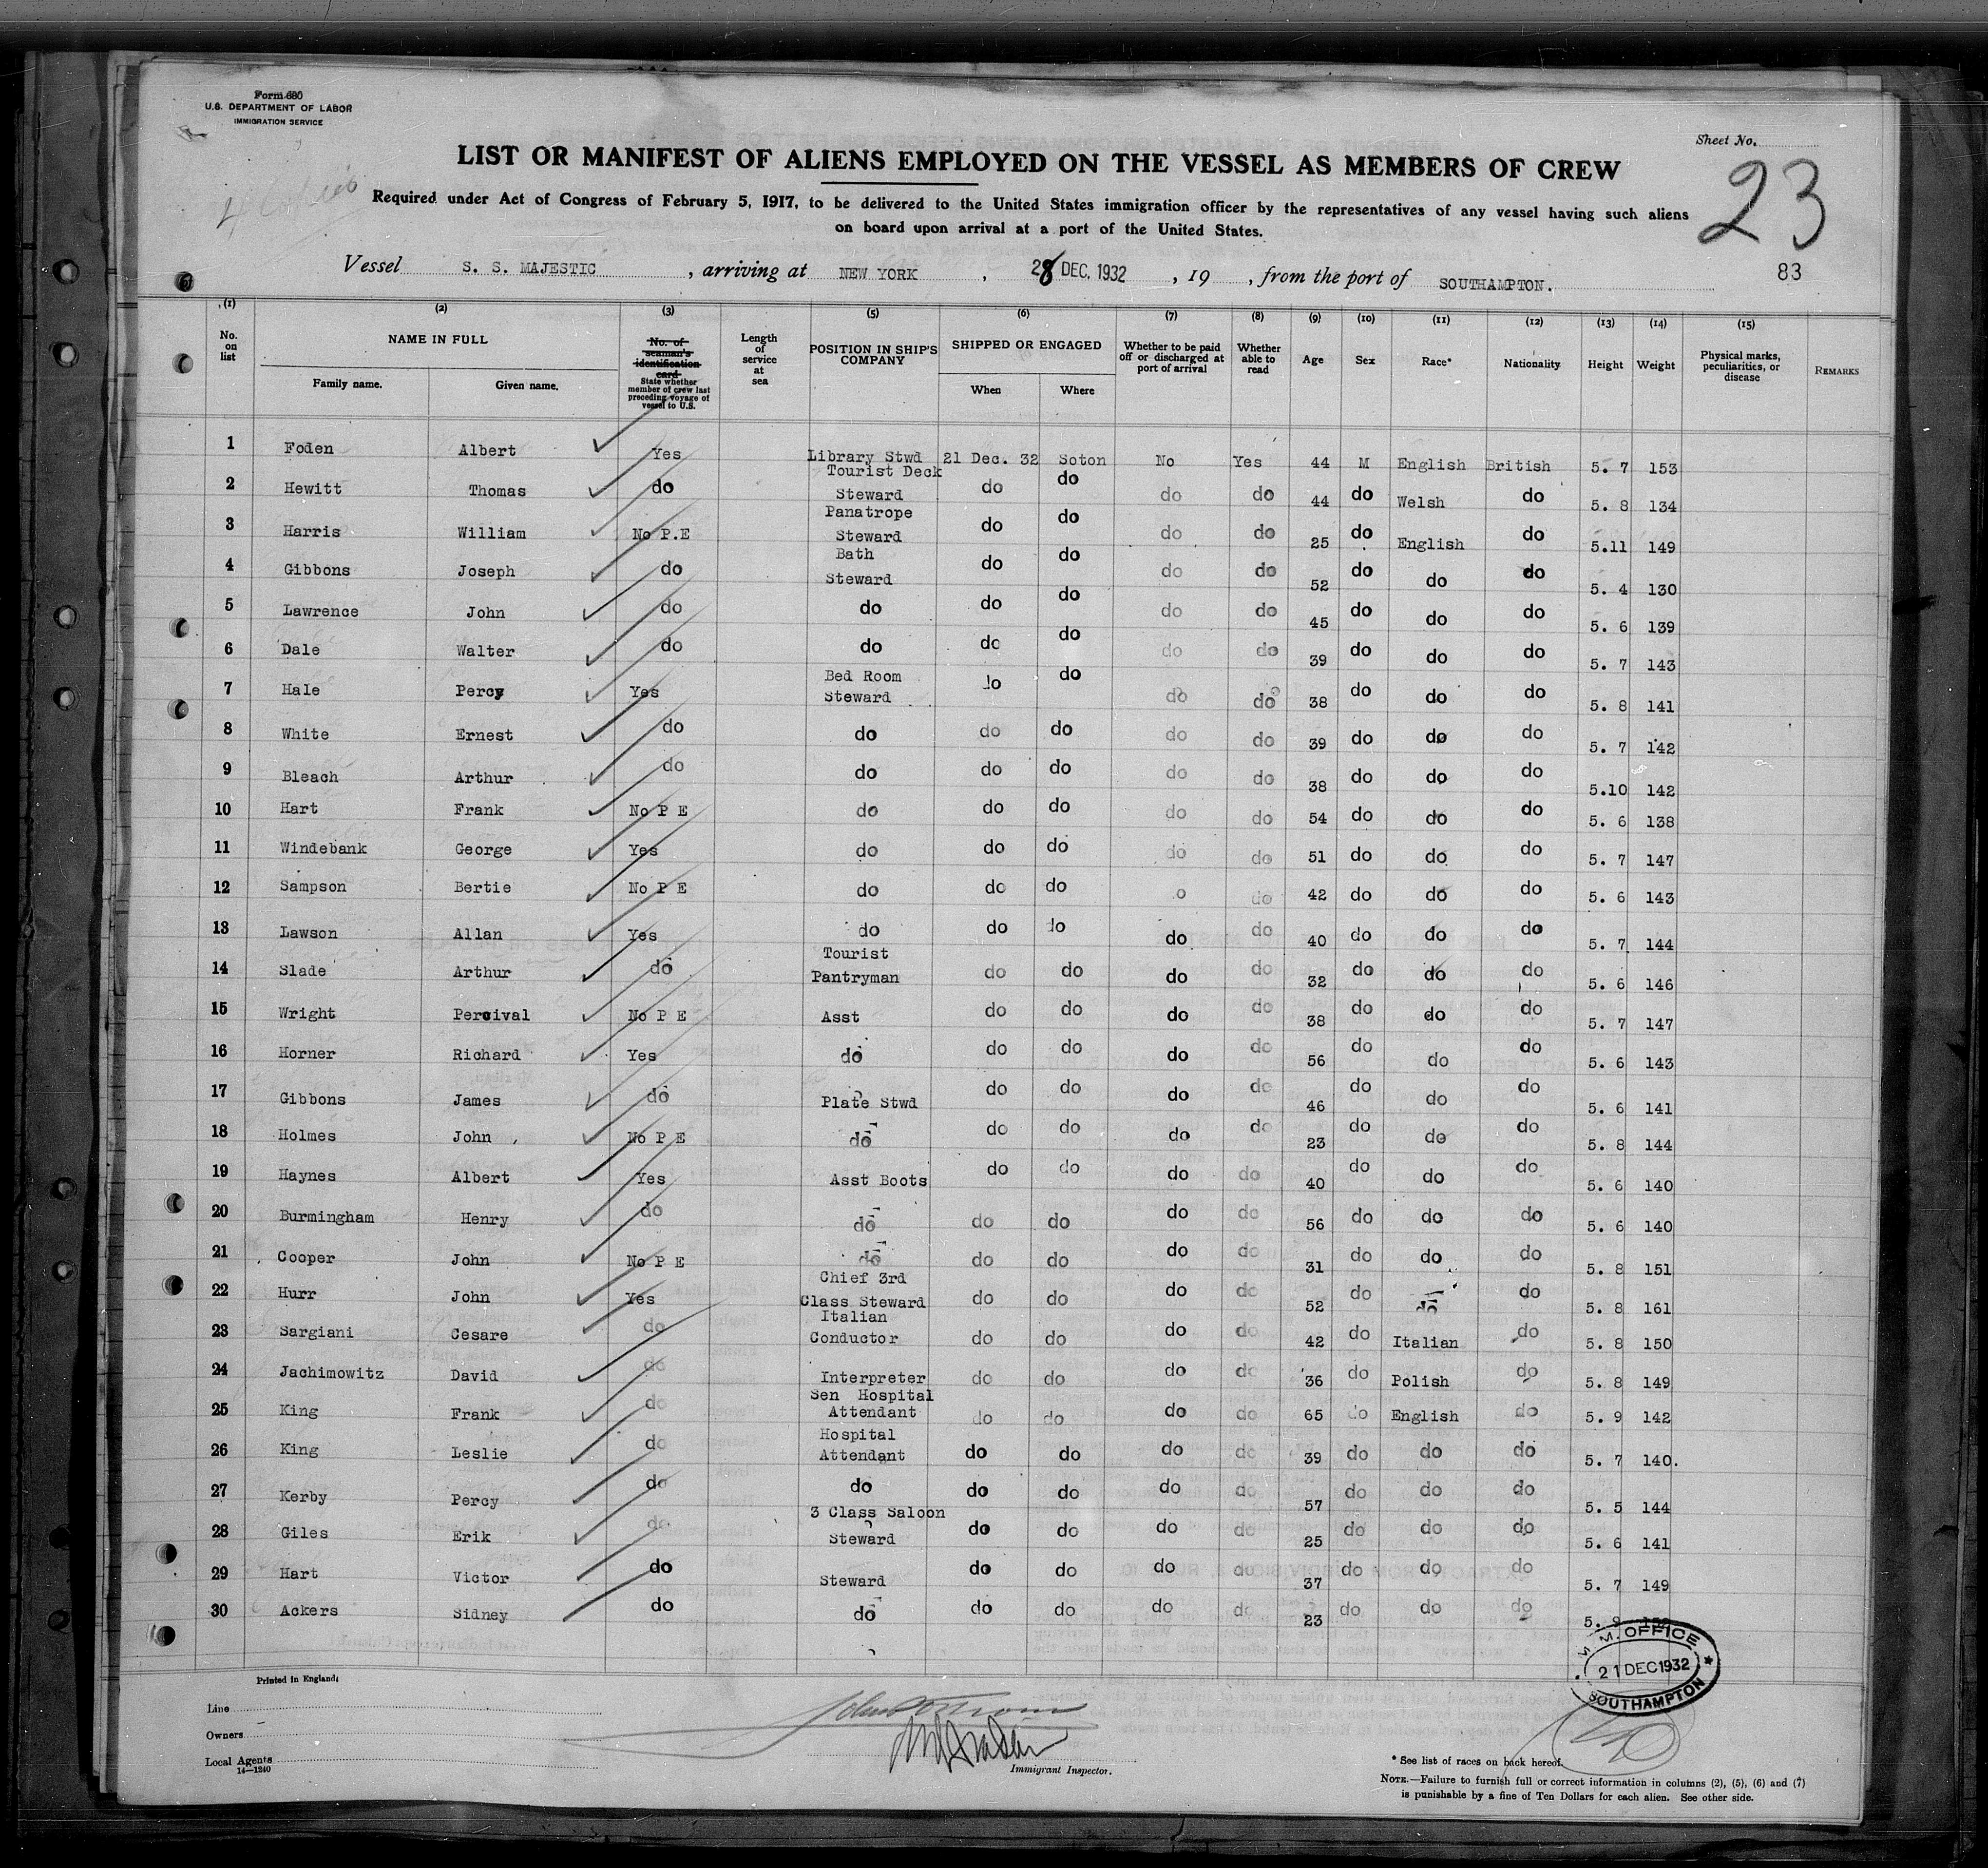 Form 680
U.S. DEPARTMENT OF LABOR
IMMIGRATION SERVICE
Sheet No.
23
83
LIST OR MANIFEST OF ALIENS EMPLOYED ON THE VESSEL AS MEMBERS OF CREW
Required under Act of Congress of February 5, 1917, to be delivered to the United States immigration officer by the representatives of any vessel having such aliens
on board upon arrival at a port of the United States.
Vessel S. S. MAJESTIC , arriving at NEW YORK , 28 DEC. 1932 , 19 , from the port of SOUTHAMPTON.
(1) (2) (3) (5) (6) (7) (8) (9) (10) (11) (12) (13) (14) (15)
No. on list NAME IN FULL Family name. Given name. No. of seaman's identification card State whether member of crew last preceding voyage of vessel to U.S. Length of service at sea POSITION IN SHIP'S COMPANY SHIPPED OR ENGAGED When Where Whether to be paid off or discharged at port of arrival Whether able to read Age Sex Race* Nationality Height Weight Physical marks, peculiarities, or disease REMARKS
1 Foden Albert Yes Library Stwd 21 Dec. 32 Soton No Yes 44 M English British 5. 7 153
2 Hewitt Thomas do Tourist Deck Steward do do do do 44 do Welsh do 5. 8 134
3 Harris William No P.E Panatrope Steward do do do do 25 do English do 5.11 149
4 Gibbons Joseph do Bath Steward do do do do 52 do do do 5. 4 130
5 Lawrence John do do do do do do 45 do do do 5. 6 139
6 Dale Walter do do do do do do 39 do do do 5. 7 143
7 Hale Percy Yes Bed Room Steward do do do do 38 do do do 5. 8 141
8 White Ernest do do do do do do 39 do do do 5. 7 142
9 Bleach Arthur do do do do do do 38 do do do 5.10 142
10 Hart Frank No P E do do do do do 54 do do do 5. 6 138
11 Windebank George Yes do do do do do 51 do do do 5. 7 147
12 Sampson Bertie No P E do do do o do 42 do do do 5. 6 143
13 Lawson Allan Yes do do do do do 40 do do do 5. 7 144
14 Slade Arthur do Tourist Pantryman do do do do 32 do do do 5. 6 146
15 Wright Percival No P E Asst do do do do 38 do do do 5. 7 147
16 Horner Richard Yes do do do do do 56 do do do 5. 6 143
17 Gibbons James do Plate Stwd do do do do 46 do do do 5. 6 141
18 Holmes John No P E do do do do do 23 do do do 5. 8 144
19 Haynes Albert Yes Asst Boots do do do do 40 do do do 5. 6 140
20 Burmingham Henry do do do do do do 56 do do do 5. 6 140
21 Cooper John No P E do do do do do 31 do do do 5. 8 151
22 Hurr John Yes Chief 3rd Class Steward do do do do 52 do do do 5. 8 161
23 Sargiani Cesare do Italian Conductor do do do do 42 do Italian do 5. 8 150
24 Jachimowitz David do Interpreter do do do do 36 do Polish do 5. 8 149
25 King Frank do Sen Hospital Attendant do do do do 65 do English do 5. 9 142
26 King Leslie do Hospital Attendant do do do do 39 do do do 5. 7 140.
27 Kerby Percy do do do do do do 57 do do do 5. 5 144
28 Giles Erik do 3 Class Saloon Steward do do do do 25 do do do 5. 6 141
29 Hart Victor do Steward do do do do 37 do do do 5. 7 149
30 Ackers Sidney do do do do do do 23 do do do 5. 9
M.M. OFFICE
21 DEC 1932
SOUTHAMPTON
Printed in England.
Line
Owners
Local Agents
14—1240
Immigrant Inspector.
* See list of races on back hereof.
NOTE.—Failure to furnish full or correct information in columns (2), (5), (6) and (7)
is punishable by a fine of Ten Dollars for each alien. See other side.